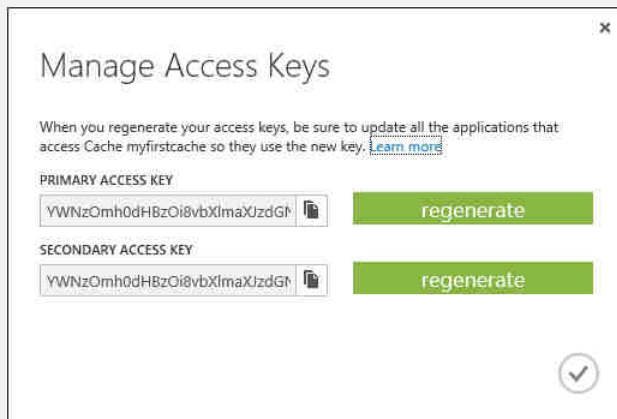 Manage Access Keys
When you regenerate your access keys, be sure to update all the applications that
access Cache myfirstcache so they use the new key. Learn more
PRIMARY ACCESS KEY
YWNzOmh0dHBzOi8vbXlmaXJzdGN regenerate
SECONDARY ACCESS KEY
YWNzOmh0dHBzOi8vbXlmaXJzdGN regenerate